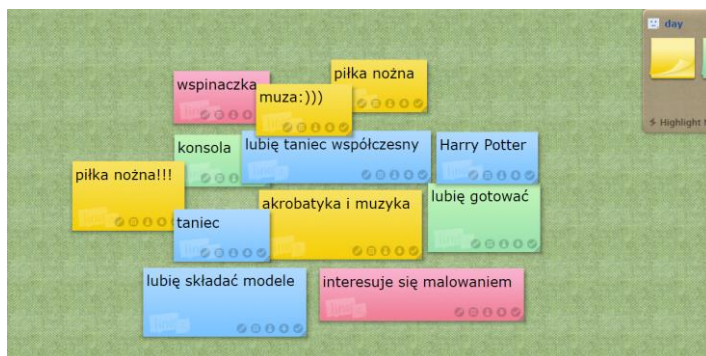 day
piłka nożna
wspinaczka
muza:)))
Highlight
konsola
lubię taniec współczesny
Harry Potter
piłka nożna!!!
akrobatyka i muzyka
lubię gotować
taniec
lubię składać modele
interesuje się malowaniem